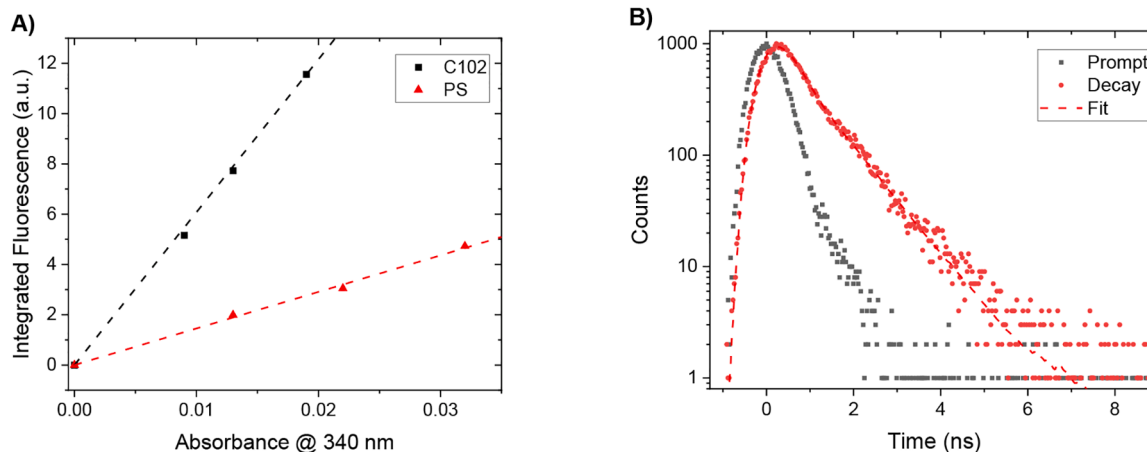 A)
Integrated Fluorescence (a.u.)
12
10
8
6
4
2
0
0.00
0.01
0.02
0.03
Absorbance @ 340 nm
C102
PS
B)
Counts
1000
100
10
1
0
2
4
6
8
Time (ns)
Prompt
Decay
Fit